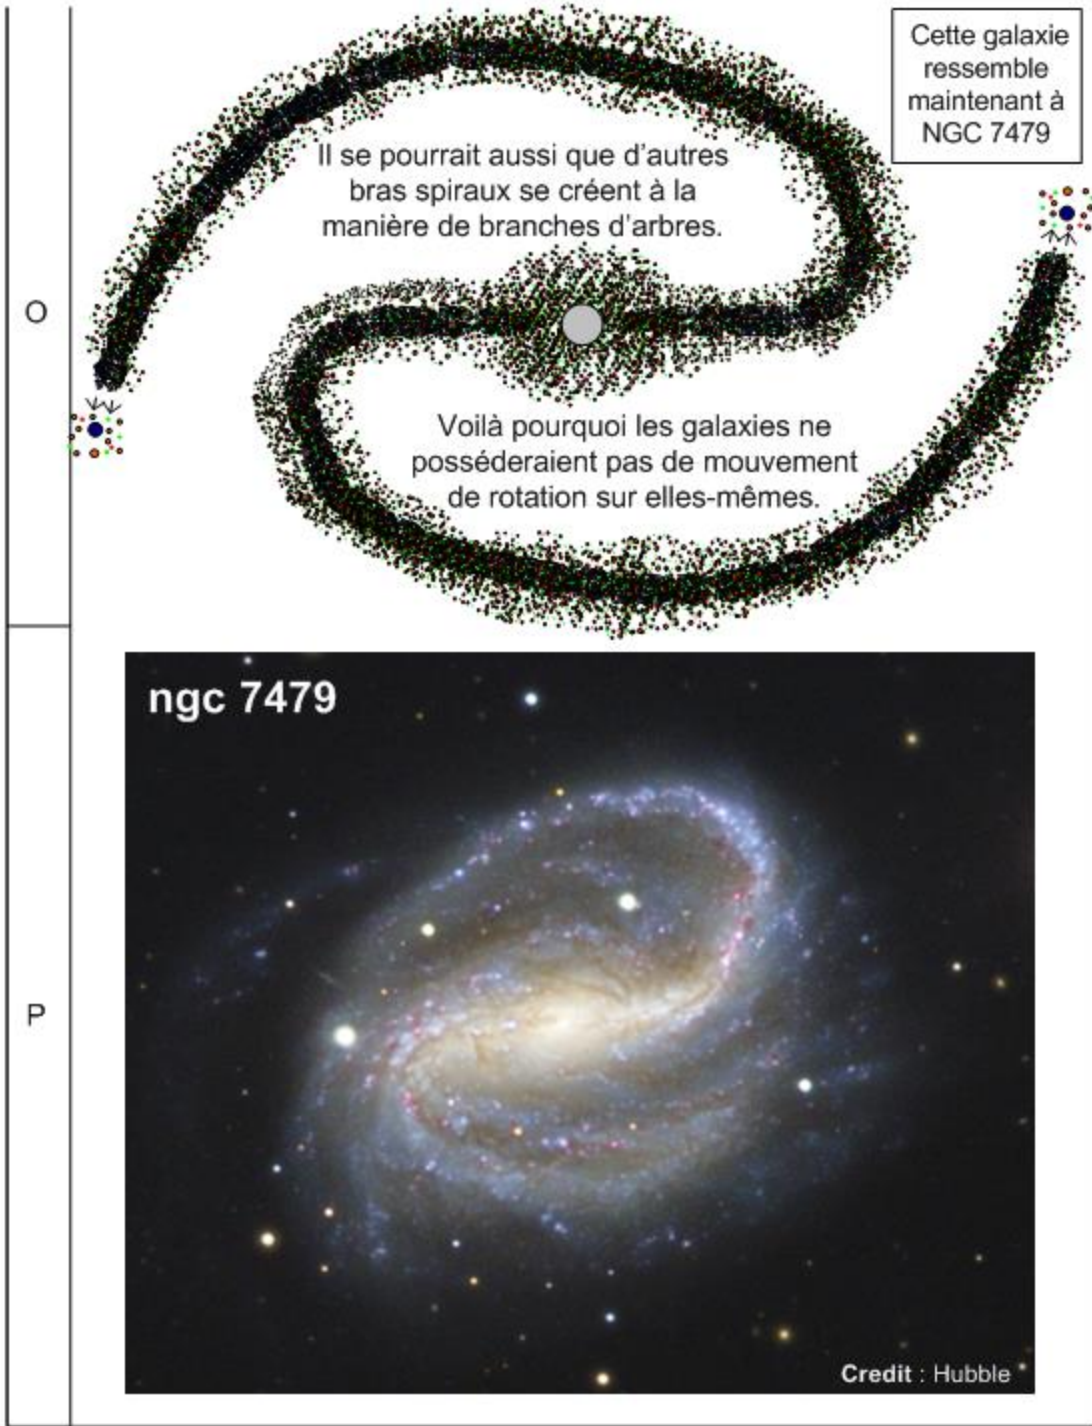 Cette galaxie
ressemble
maintenant à
NGC 7479
Il se pourrait aussi que d'autres
bras spiraux se créent à la
manière de branches d'arbres.
O
Voilà pourquoi les galaxies ne
posséderaient pas de mouvement
de rotation sur elles-mêmes.
ngc 7479
P
Credit : Hubble